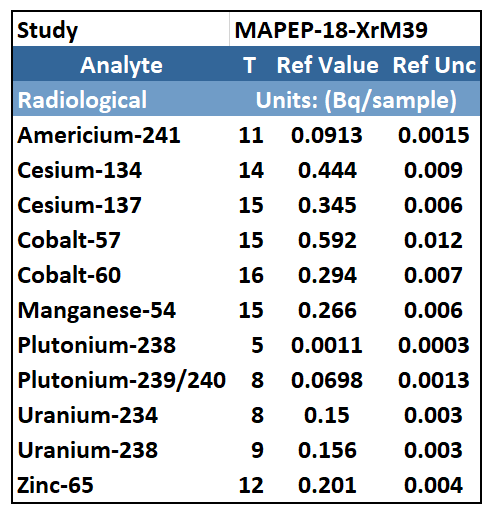 Study MAPEP-18-XrM39
Analyte T Ref Value Ref Unc
Radiological Units: (Bq/sample)
Americium-241 11 0.0913 0.0015
Cesium-134 14 0.444 0.009
Cesium-137 15 0.345 0.006
Cobalt-57 15 0.592 0.012
Cobalt-60 16 0.294 0.007
Manganese-54 15 0.266 0.006
Plutonium-238 5 0.0011 0.0003
Plutonium-239/240 8 0.0698 0.0013
Uranium-234 8 0.15 0.003
Uranium-238 9 0.156 0.003
Zinc-65 12 0.201 0.004